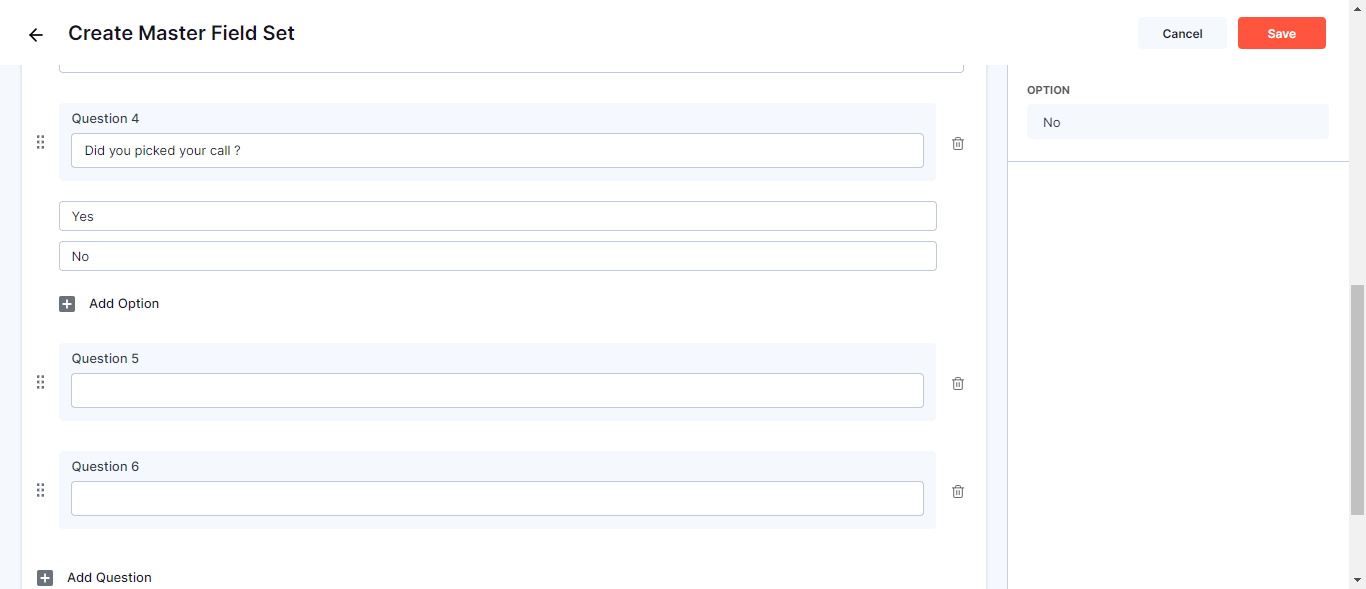 Create Master Field Set
Cancel
Save
Question 4
Did you picked your call ?
Yes
No
Add Option
Question 5
Question 6
Add Question
OPTION
No